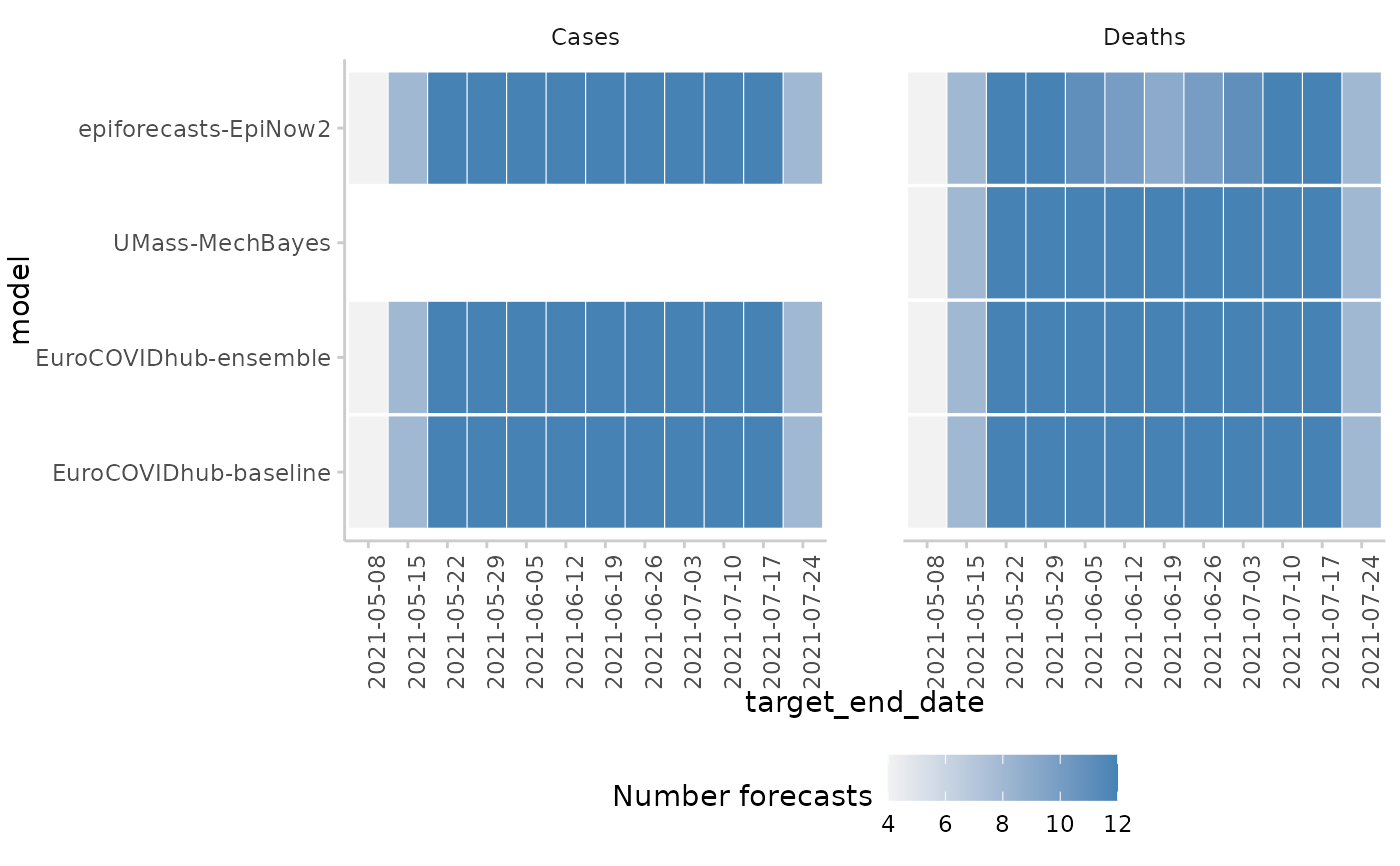 Cases
Deaths
model
epiforecasts-EpiNow2
UMass-MechBayes
EuroCOVIDhub-ensemble
EuroCOVIDhub-baseline
2021-05-08
2021-05-15
2021-05-22
2021-05-29
2021-06-05
2021-06-12
2021-06-19
2021-06-26
2021-07-03
2021-07-10
2021-07-17
2021-07-24
2021-05-08
2021-05-15
2021-05-22
2021-05-29
2021-06-05
2021-06-12
2021-06-19
2021-06-26
2021-07-03
2021-07-10
2021-07-17
2021-07-24
target_end_date
Number forecasts
4 6 8 10 12